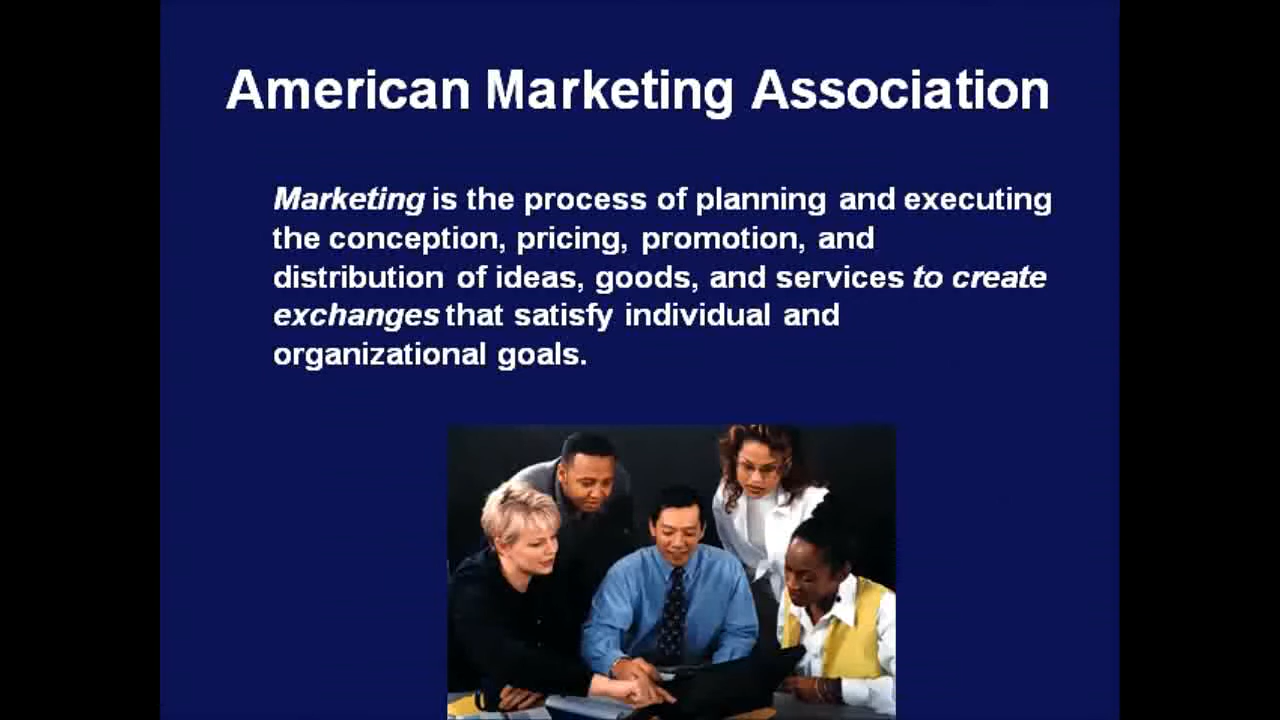 American Marketing Association
Marketing is the process of planning and executing
the conception, pricing, promotion, and
distribution of ideas, goods, and services to create
exchanges that satisfy individual and
organizational goals.